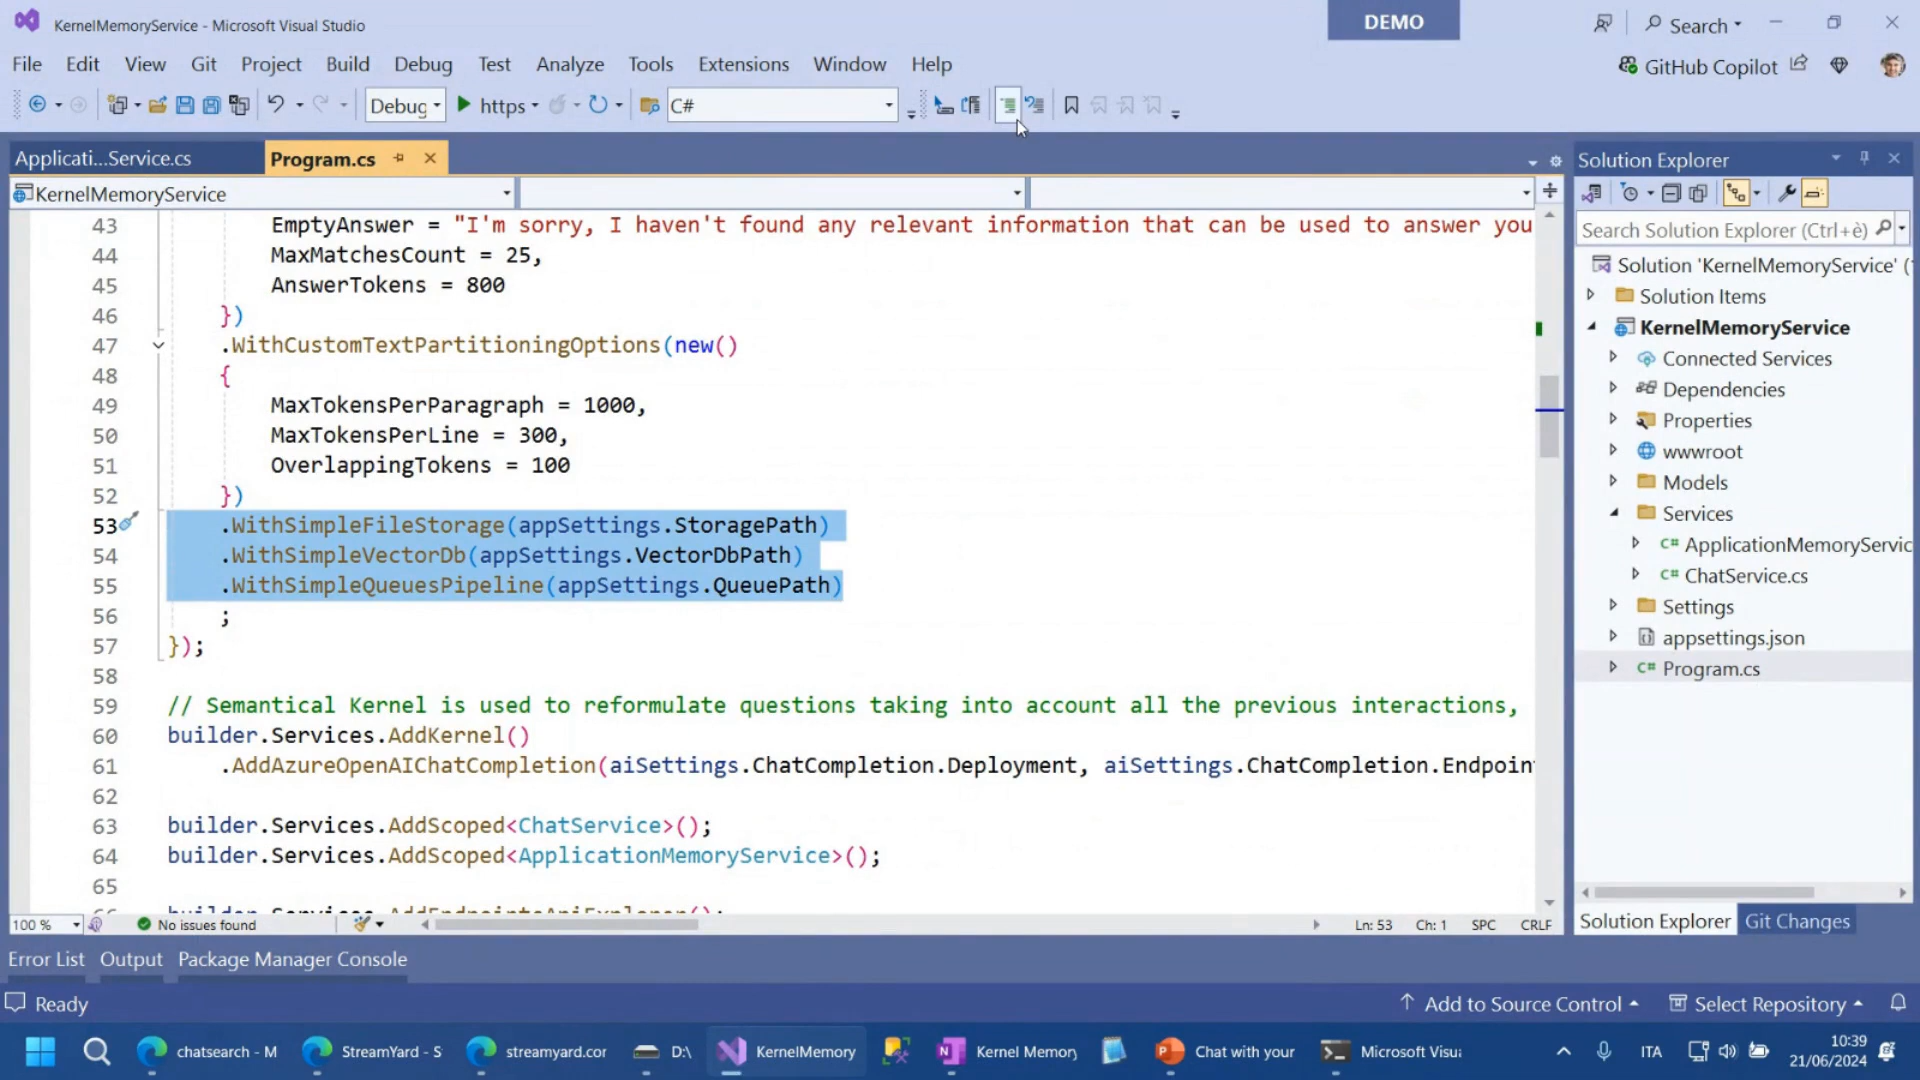 KernelMemoryService - Microsoft Visual Studio
DEMO
Search
File Edit View Git Project Build Debug Test Analyze Tools Extensions Window Help
GitHub Copilot
Debug https C#
Applicati...Service.cs Program.cs
KernelMemoryService
43 EmptyAnswer = "I'm sorry, I haven't found any relevant information that can be used to answer you
44 MaxMatchesCount = 25,
45 AnswerTokens = 800
46 })
47 .WithCustomTextPartitioningOptions(new()
48 {
49 MaxTokensPerParagraph = 1000,
50 MaxTokensPerLine = 300,
51 OverlappingTokens = 100
52 })
53 .WithSimpleFileStorage(appSettings.StoragePath)
54 .WithSimpleVectorDb(appSettings.VectorDbPath)
55 .WithSimpleQueuesPipeline(appSettings.QueuePath)
56 ;
57 });
58
59 // Semantical Kernel is used to reformulate questions taking into account all the previous interactions,
60 builder.Services.AddKernel()
61 .AddAzureOpenAIChatCompletion(aiSettings.ChatCompletion.Deployment, aiSettings.ChatCompletion.Endpoin
62
63 builder.Services.AddScoped<ChatService>();
64 builder.Services.AddScoped<ApplicationMemoryService>();
65
66 builder.Services.AddEndpointsApiExplorer();
100 % No issues found Ln: 53 Ch: 1 SPC CRLF
Solution Explorer
Search Solution Explorer (Ctrl+è)
Solution 'KernelMemoryService' (
Solution Items
KernelMemoryService
Connected Services
Dependencies
Properties
wwwroot
Models
Services
C# ApplicationMemoryServic
C# ChatService.cs
Settings
appsettings.json
C# Program.cs
Solution Explorer Git Changes
Error List Output Package Manager Console
Ready
Add to Source Control Select Repository
chatsearch - M
StreamYard - S
streamyard.cor
D:\
KernelMemory
Kernel Memory
Chat with your
Microsoft Visu
ITA
10:39
21/06/2024